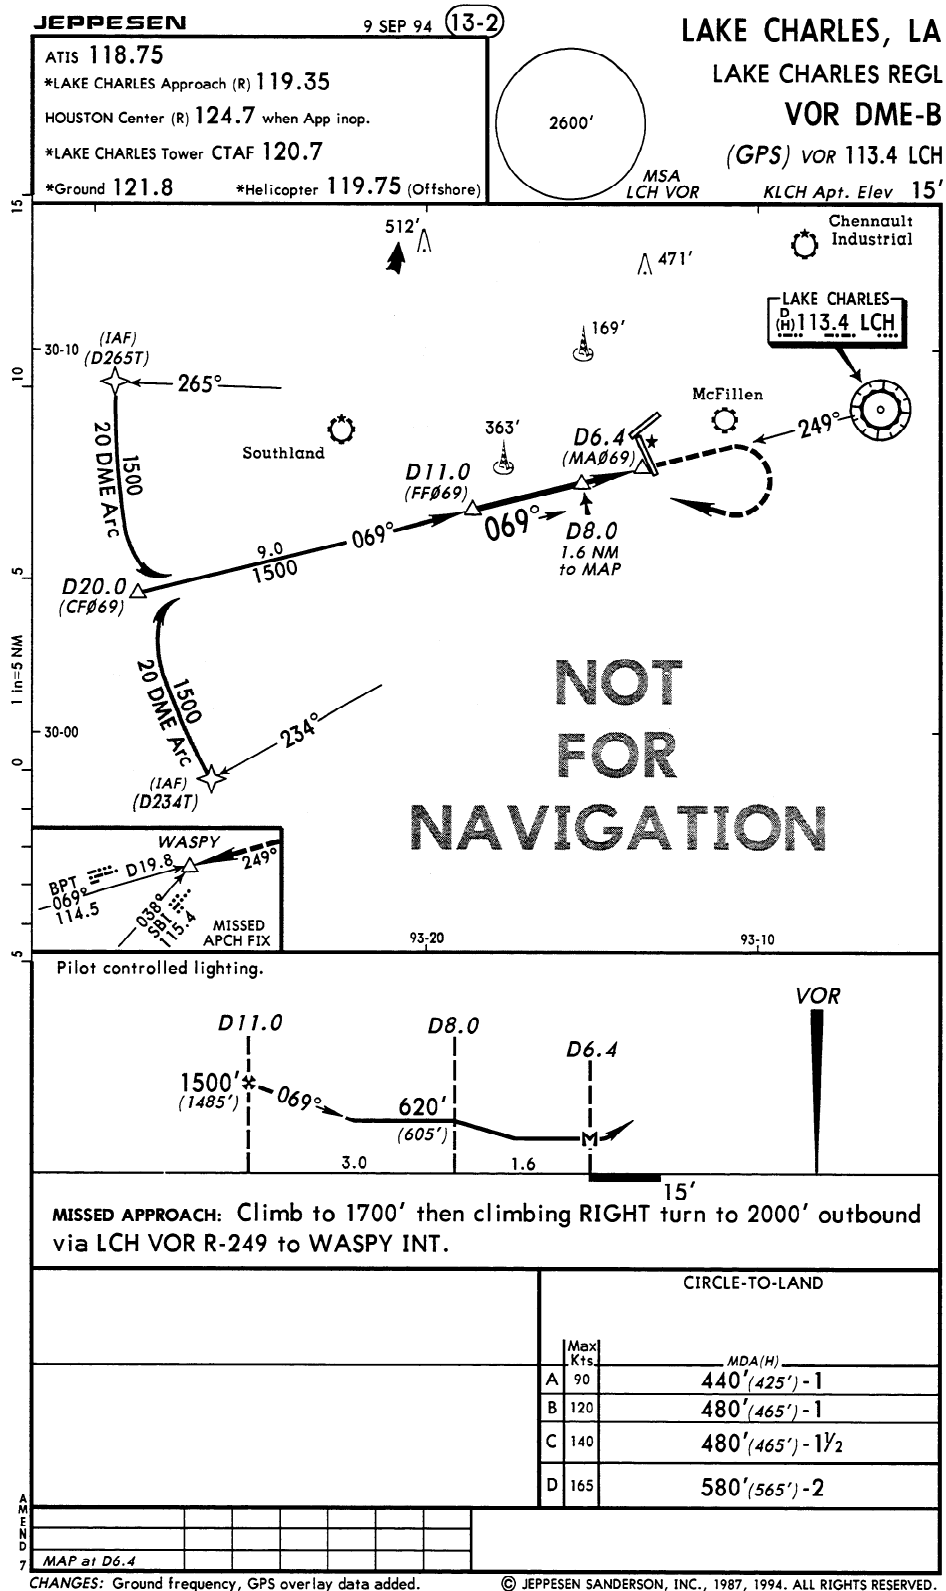 JEPPESEN
9 SEP 94
13-2
LAKE CHARLES, LA
LAKE CHARLES REGL
VOR DME-B
(GPS) VOR 113.4 LCH
KLCH Apt. Elev 15'
ATIS 118.75
*LAKE CHARLES Approach (R) 119.35
HOUSTON Center (R) 124.7 when App inop.
*LAKE CHARLES Tower CTAF 120.7
*Ground 121.8 *Helicopter 119.75 (Offshore)
2600'
MSA
LCH VOR
15
10
5
1 in=5 NM
0
5
512'
471'
Chennault
Industrial
LAKE CHARLES
D
(H) 113.4 LCH
30-10
(IAF)
(D265T)
265°
169'
McFillen
249°
20 DME Arc
1500
Southland
363'
D6.4
(MAØ69)
D11.0
(FFØ69)
069°
069°
D8.0
1.6 NM
to MAP
9.0
1500
D20.0
(CFØ69)
20 DME Arc
1500
30-00
234°
(IAF)
(D234T)
NOT
FOR
NAVIGATION
WASPY
BPT D19.8
069°
114.5
249°
038°
SBI
115.4
MISSED
APCH FIX
93-20
93-10
Pilot controlled lighting.
VOR
D11.0
D8.0
D6.4
1500'
(1485')
069°
620'
(605')
3.0
1.6
15'
MISSED APPROACH: Climb to 1700' then climbing RIGHT turn to 2000' outbound
via LCH VOR R-249 to WASPY INT.
CIRCLE-TO-LAND
Max
Kts
MDA(H)
A 90 440'(425')-1
B 120 480'(465')-1
C 140 480'(465')-1½
D 165 580'(565')-2
AMEND 7
MAP at D6.4
CHANGES: Ground frequency, GPS overlay data added.
© JEPPESEN SANDERSON, INC., 1987, 1994. ALL RIGHTS RESERVED.